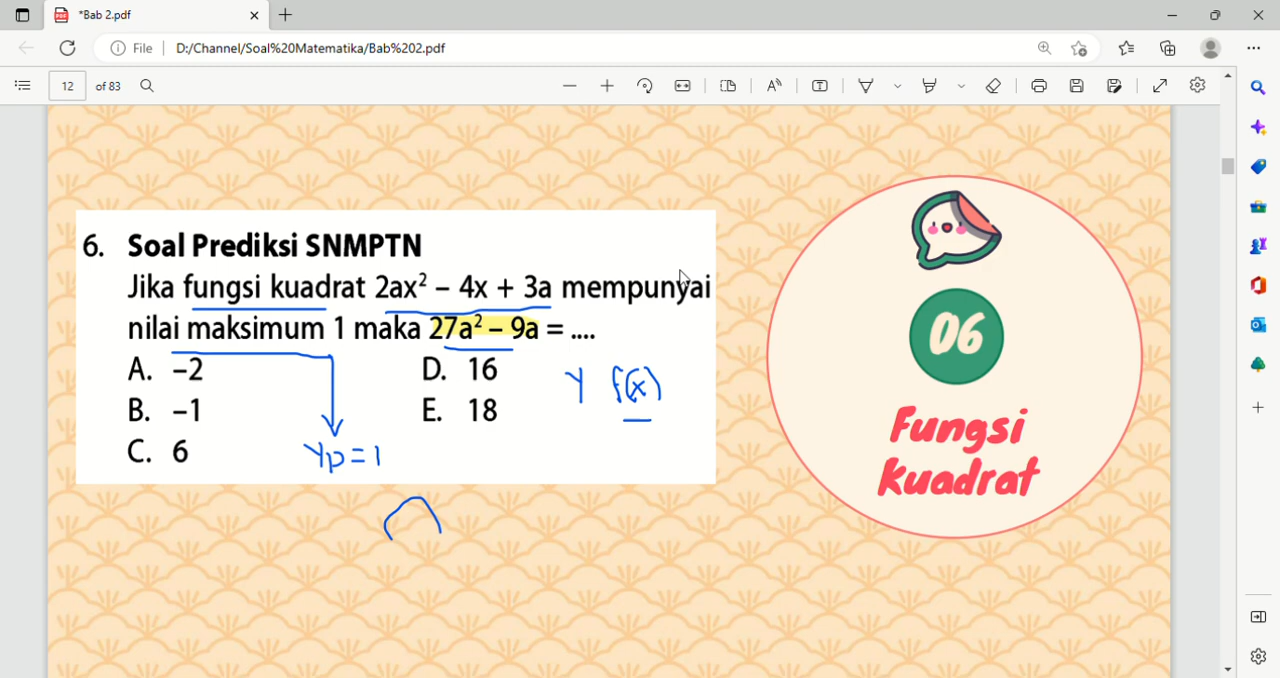 *Bab 2.pdf
File
D:/Channel/Soal%20Matematika/Bab%202.pdf
12
of 83
6. Soal Prediksi SNMPTN
Jika fungsi kuadrat 2ax² – 4x + 3a mempunyai
nilai maksimum 1 maka 27a² – 9a = ....
A. –2
D. 16
B. –1
E. 18
C. 6
Y f(x)
Yp = 1
06
Fungsi
Kuadrat